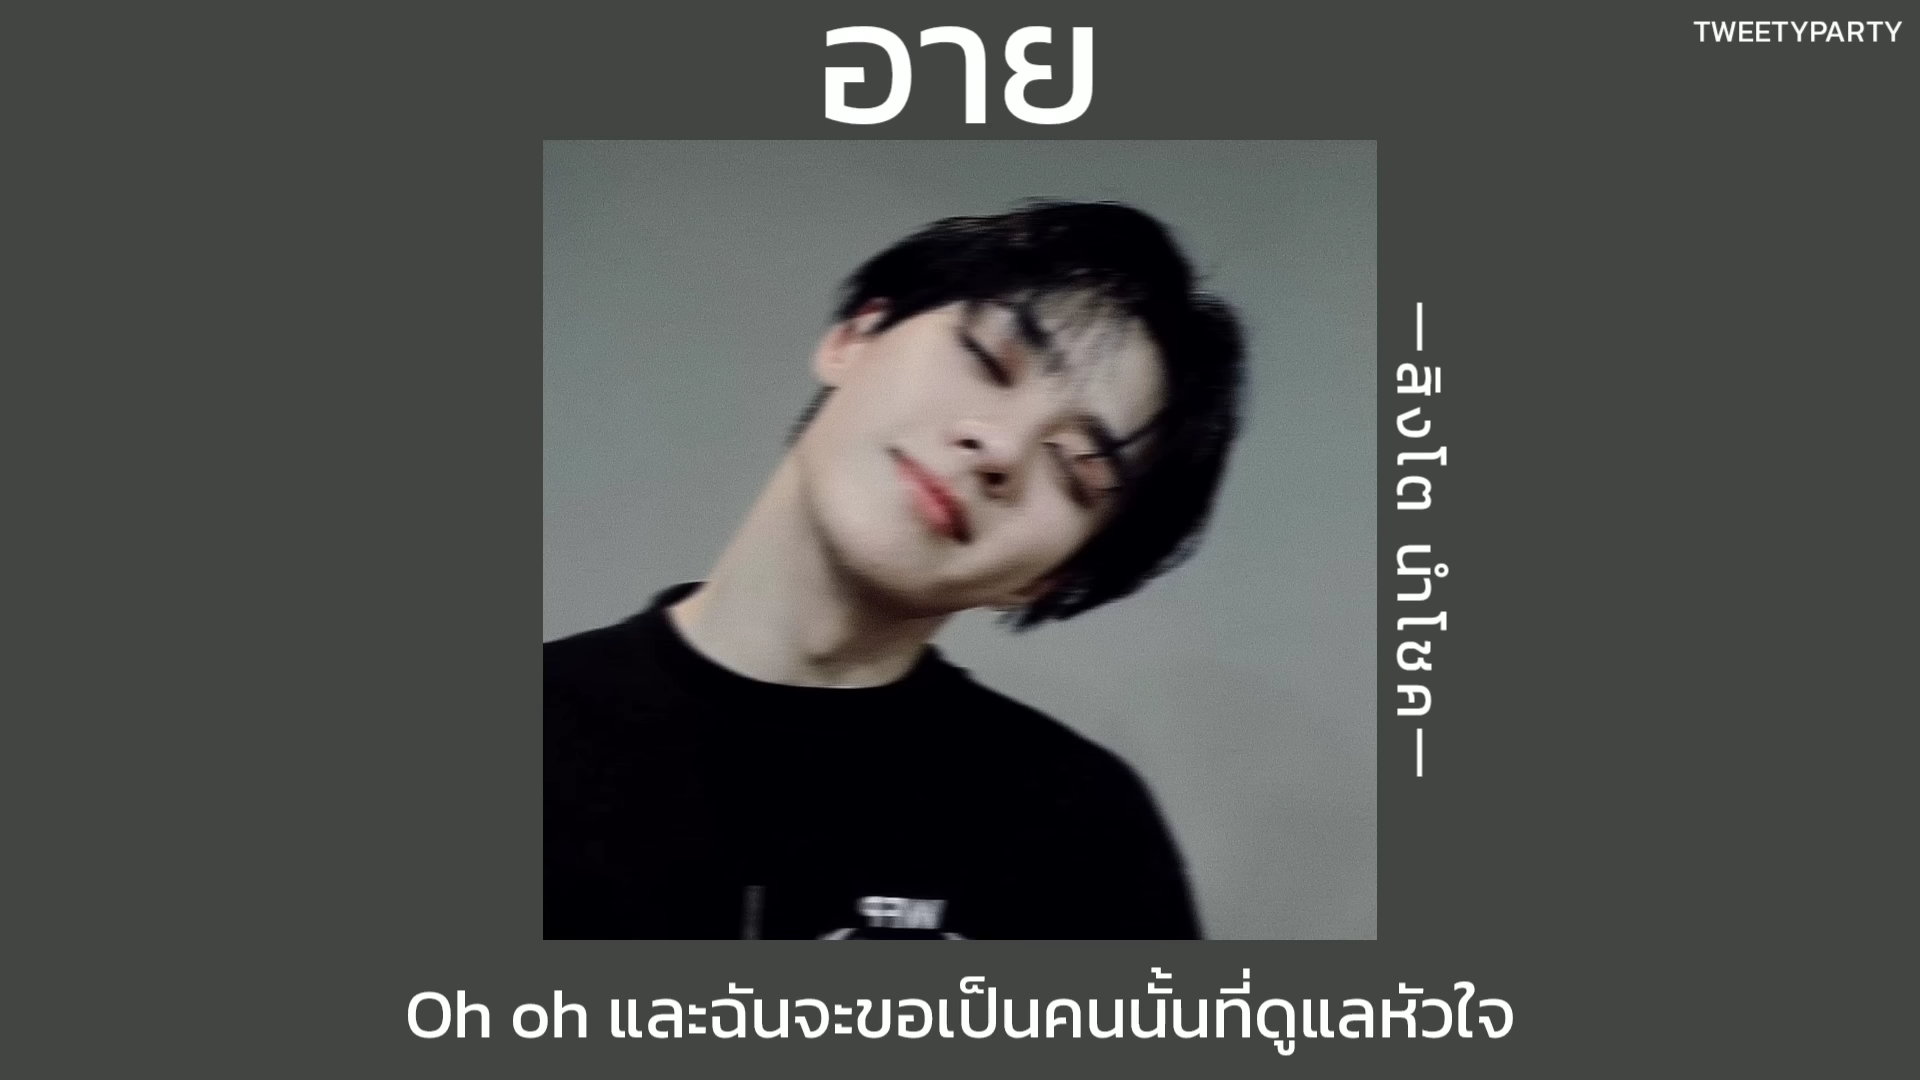 อาย
TWEETYPARTY
—สิงโต นำโชค—
Oh oh และฉันจะขอเป็นคนนั้นที่ดูแลหัวใจ